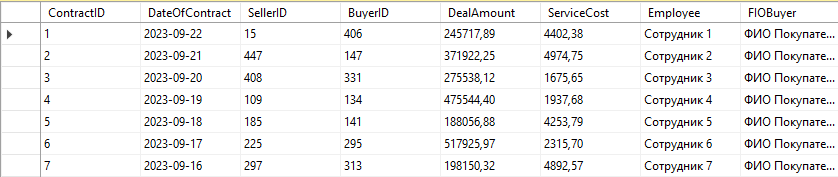 ContractID DateOfContract SellerID BuyerID DealAmount ServiceCost Employee FIOBuyer
1 2023-09-22 15 406 245717,89 4402,38 Сотрудник 1 ФИО Покупате...
2 2023-09-21 447 147 371922,25 4974,75 Сотрудник 2 ФИО Покупате...
3 2023-09-20 408 331 275538,12 1675,65 Сотрудник 3 ФИО Покупате...
4 2023-09-19 109 134 475544,40 1937,68 Сотрудник 4 ФИО Покупате...
5 2023-09-18 185 141 188056,88 4253,79 Сотрудник 5 ФИО Покупате...
6 2023-09-17 225 295 517925,97 2315,70 Сотрудник 6 ФИО Покупате...
7 2023-09-16 297 313 198150,32 4892,57 Сотрудник 7 ФИО Покупате...